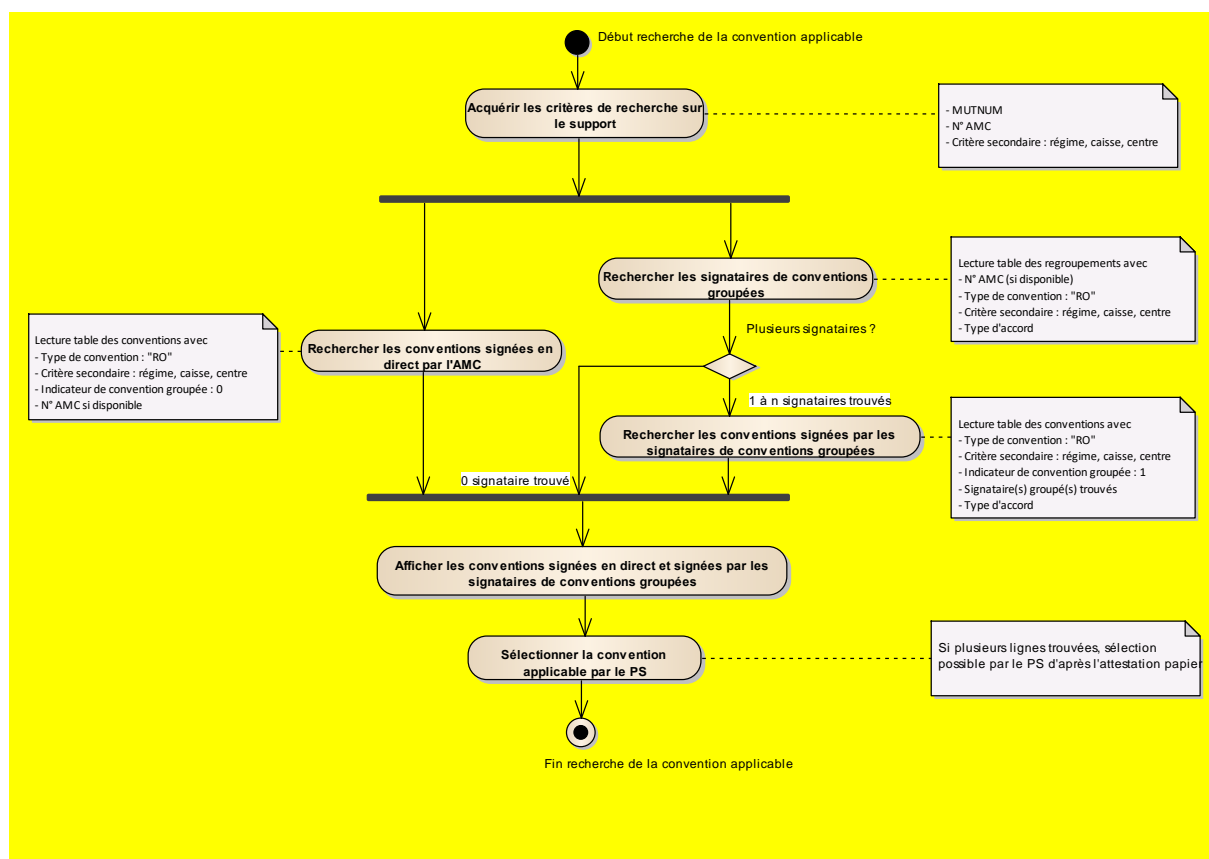 Début recherche de la convention applicable
Acquérir les critères de recherche sur
le support
- MUTNUM
- N° AMC
- Critère secondaire : régime, caisse, centre
Rechercher les signataires de conventions
groupées
Lecture table des regroupements avec
- N° AMC (si disponible)
- Type de convention : "RO"
- Critère secondaire : régime, caisse, centre
- Type d'accord
Lecture table des conventions avec
- Type de convention : "RO"
- Critère secondaire : régime, caisse, centre
- Indicateur de convention groupée : 0
- N° AMC si disponible
Rechercher les conventions signées en
direct par l'AMC
Plusieurs signataires ?
1 à n signataires trouvés
Rechercher les conventions signées par les
signataires de conventions groupées
Lecture table des conventions avec
- Type de convention : "RO"
- Critère secondaire : régime, caisse, centre
- Indicateur de convention groupée : 1
- Signataire(s) groupé(s) trouvés
- Type d'accord
0 signataire trouvé
Afficher les conventions signées en direct et signées par les
signataires de conventions groupées
Sélectionner la convention
applicable par le PS
Si plusieurs lignes trouvées, sélection
possible par le PS d'après l'attestation papier
Fin recherche de la convention applicable